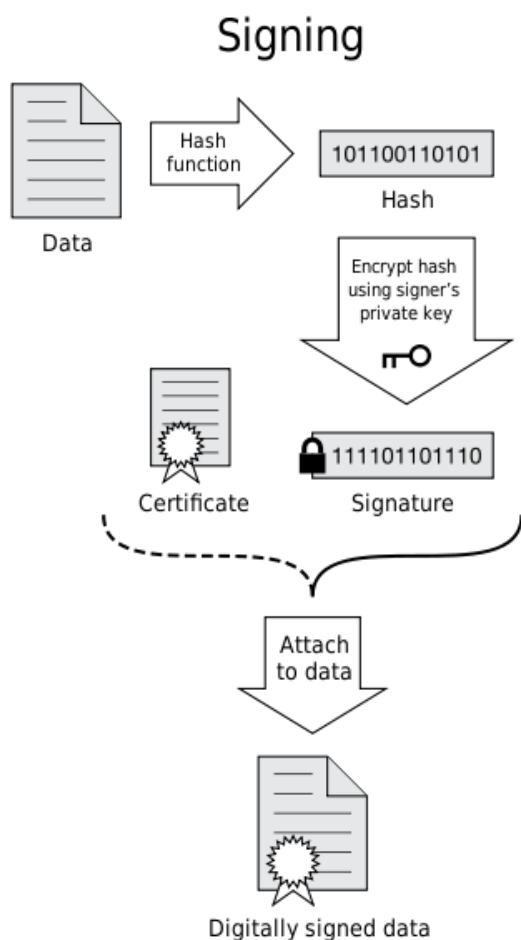 Signing
Hash
function
101100110101
Hash
Data
Encrypt hash
using signer's
private key
111101101110
Certificate
Signature
Attach
to data
Digitally signed data